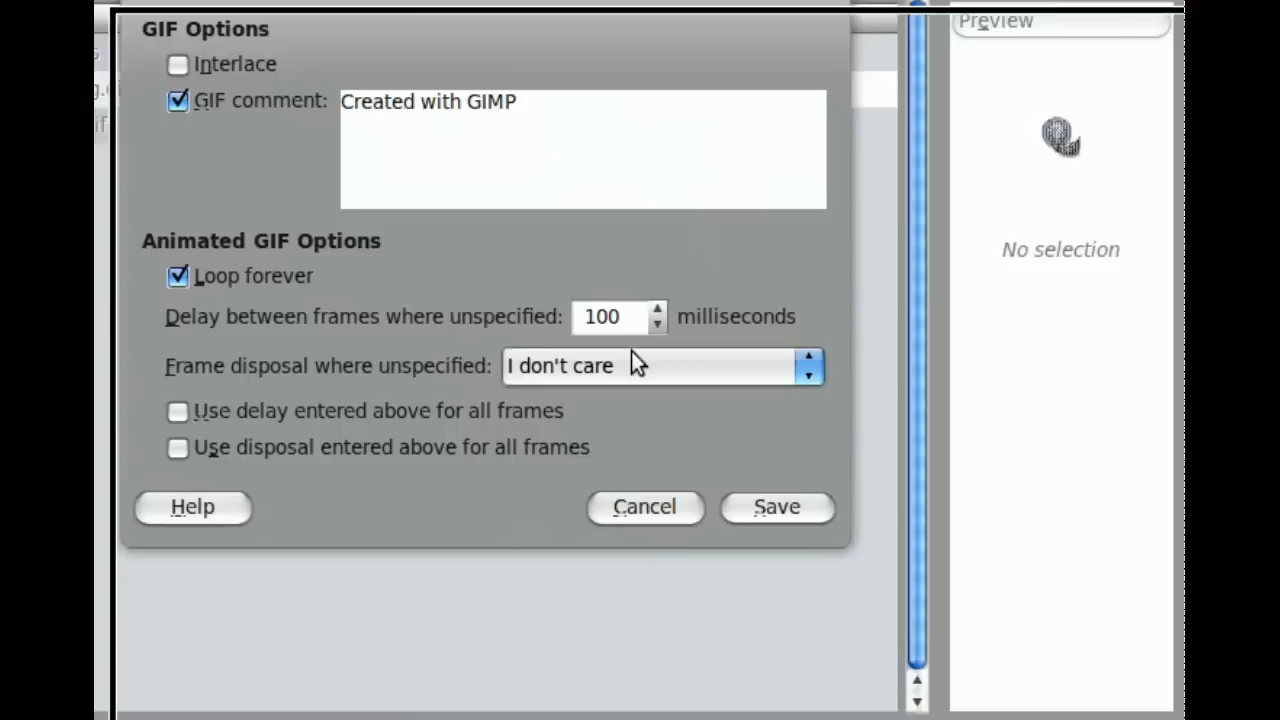 GIF Options
Preview
Interlace
GIF comment:
Created with GIMP
Animated GIF Options
Loop forever
No selection
Delay between frames where unspecified: 100 milliseconds
Frame disposal where unspecified: I don't care
Use delay entered above for all frames
Use disposal entered above for all frames
Help
Cancel
Save